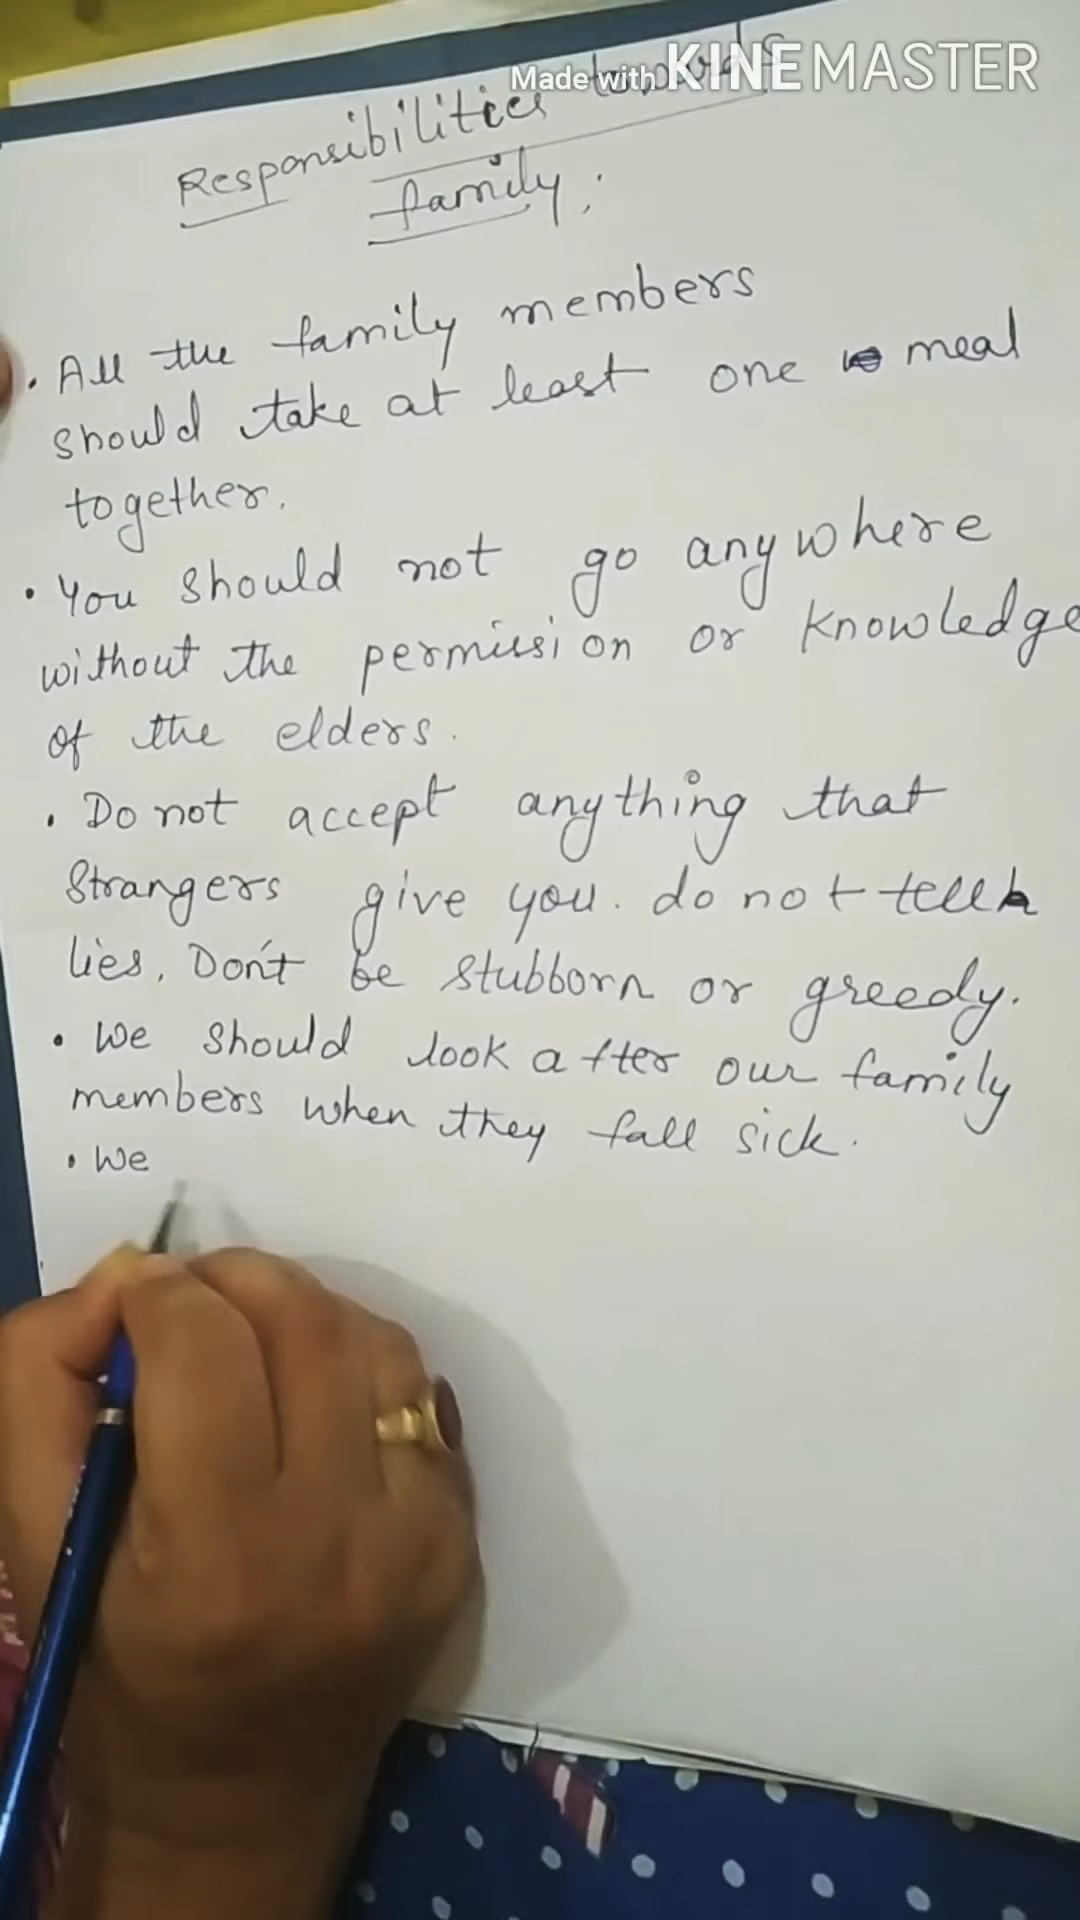 Made with KINEMASTER
Responsibilities towards
family:
• All the family members
should take at least one meal
together.
• You should not go anywhere
without the permission or knowledge
of the elders.
• Do not accept anything that
strangers give you. do not tell
lies. Don't be stubborn or greedy.
• We should look after our family
members when they fall sick.
• We